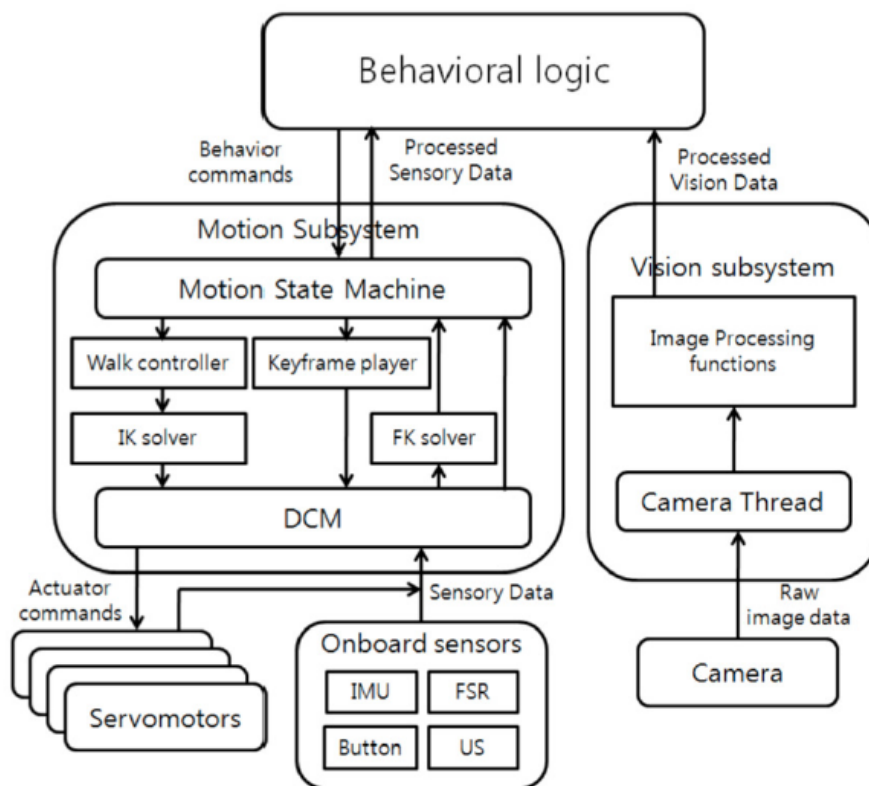 Behavioral logic
Behavior
commands
Processed
Sensory Data
Processed
Vision Data
Motion Subsystem
Motion State Machine
Walk controller
Keyframe player
IK solver
FK solver
DCM
Vision subsystem
Image Processing
functions
Camera Thread
Actuator
commands
Sensory Data
Raw
image data
Servomotors
Onboard sensors
IMU
FSR
Button
US
Camera